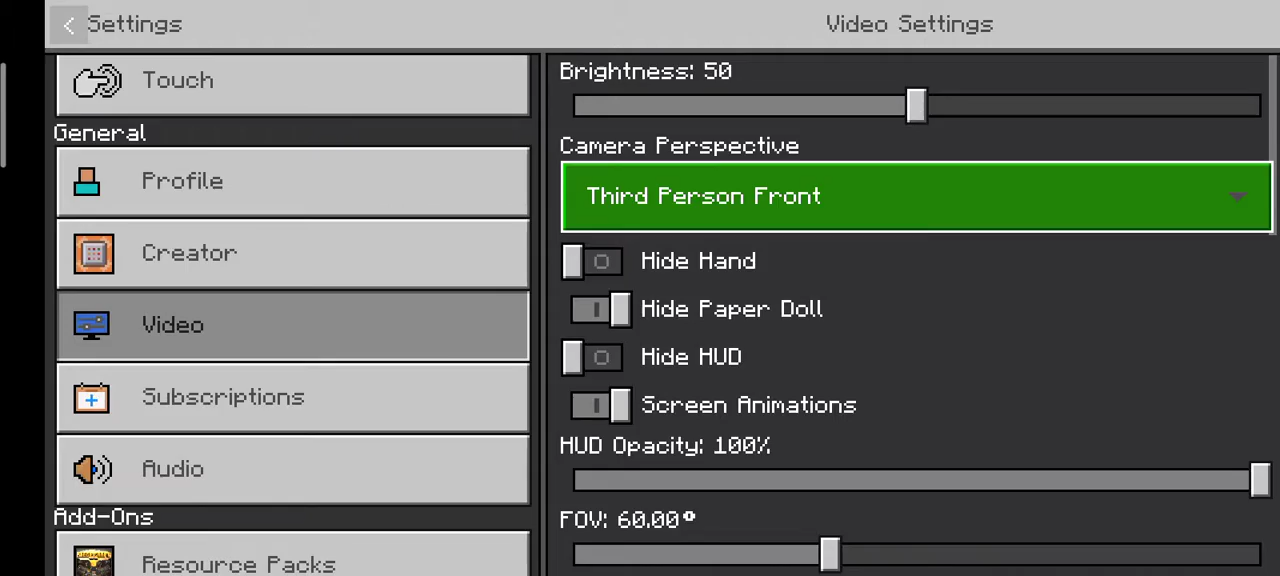 Settings
Video Settings
Touch
General
Profile
Creator
Video
Subscriptions
Audio
Add-Ons
Resource Packs
Brightness: 50
Camera Perspective
Third Person Front
Hide Hand
Hide Paper Doll
Hide HUD
Screen Animations
HUD Opacity: 100%
FOV: 60.00°